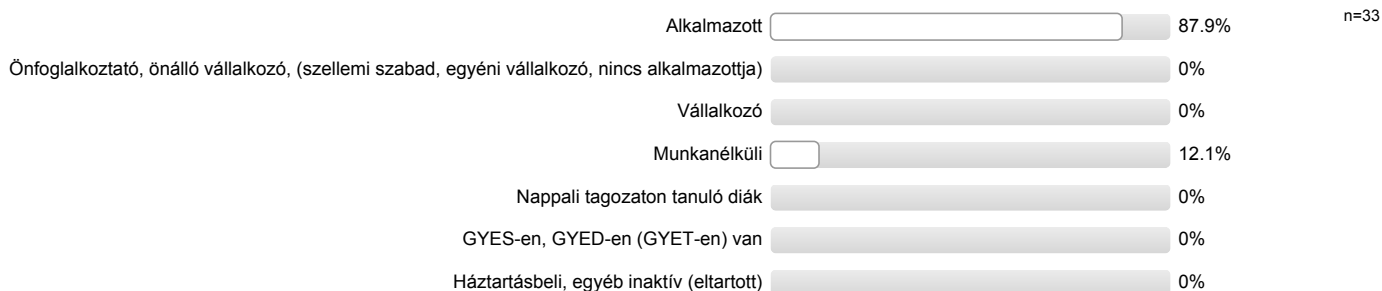 Alkalmazott 87.9% n=33
Önfoglalkoztató, önálló vállalkozó, (szellemi szabad, egyéni vállalkozó, nincs alkalmazottja) 0%
Vállalkozó 0%
Munkanélküli 12.1%
Nappali tagozaton tanuló diák 0%
GYES-en, GYED-en (GYET-en) van 0%
Háztartásbeli, egyéb inaktív (eltartott) 0%